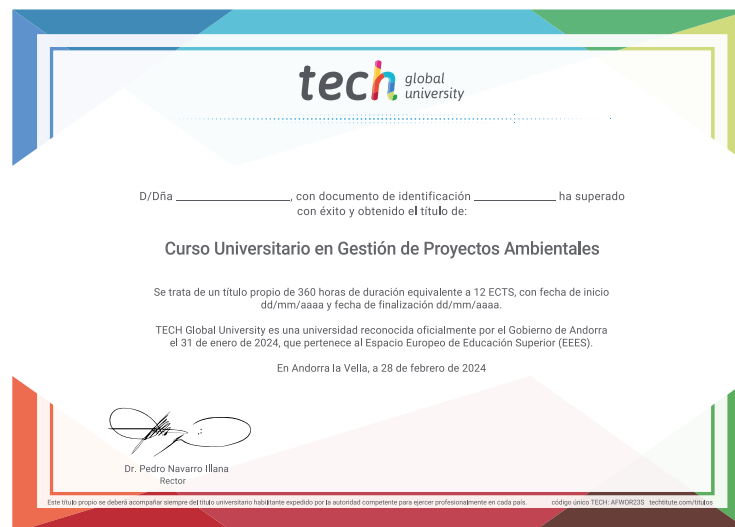 tech global
university
D/Dña ____________________, con documento de identificación ______________ ha superado
con éxito y obtenido el título de:
Curso Universitario en Gestión de Proyectos Ambientales
Se trata de un título propio de 360 horas de duración equivalente a 12 ECTS, con fecha de inicio
dd/mm/aaaa y fecha de finalización dd/mm/aaaa.
TECH Global University es una universidad reconocida oficialmente por el Gobierno de Andorra
el 31 de enero de 2024, que pertenece al Espacio Europeo de Educación Superior (EEES).
En Andorra la Vella, a 28 de febrero de 2024
Dr. Pedro Navarro Illana
Rector
Este título propio se deberá acompañar siempre del título universitario habilitante expedido por la autoridad competente para ejercer profesionalmente en cada país. código único TECH: AFWOR23S techtitute.com/titulos